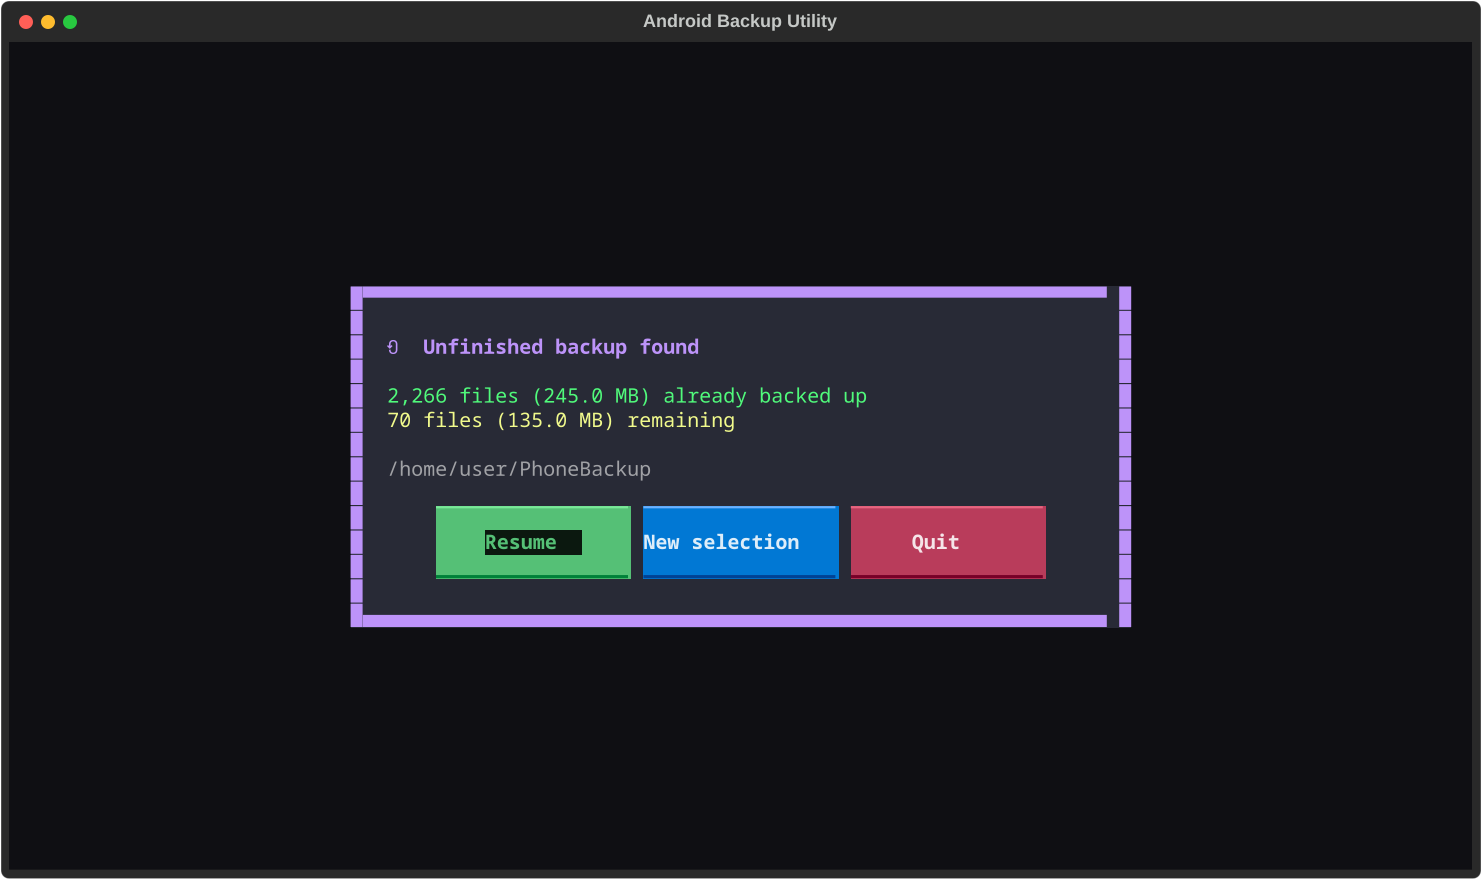 Android Backup Utility
Unfinished backup found
2,266 files (245.0 MB) already backed up
70 files (135.0 MB) remaining
/home/user/PhoneBackup
Resume New selection Quit